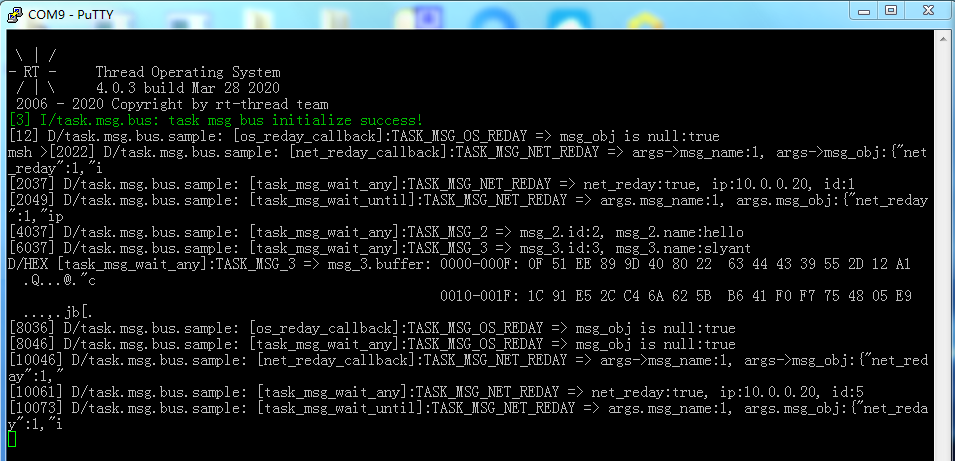 COM9 - PuTTY
 \ | /
- RT -     Thread Operating System
 / | \     4.0.3 build Mar 28 2020
 2006 - 2020 Copyright by rt-thread team
[3] I/task.msg.bus: task msg bus initialize success!
[12] D/task.msg.bus.sample: [os_reday_callback]:TASK_MSG_OS_REDAY => msg_obj is null:true
msh >[2022] D/task.msg.bus.sample: [net_reday_callback]:TASK_MSG_NET_REDAY => args->msg_name:1, args->msg_obj:{"net
_reday":1,"i
[2037] D/task.msg.bus.sample: [task_msg_wait_any]:TASK_MSG_NET_REDAY => net_reday:true, ip:10.0.0.20, id:1
[2049] D/task.msg.bus.sample: [task_msg_wait_until]:TASK_MSG_NET_REDAY => args.msg_name:1, args.msg_obj:{"net_reday
":1,"ip
[4037] D/task.msg.bus.sample: [task_msg_wait_any]:TASK_MSG_2 => msg_2.id:2, msg_2.name:hello
[6037] D/task.msg.bus.sample: [task_msg_wait_any]:TASK_MSG_3 => msg_3.id:3, msg_3.name:slyant
D/HEX [task_msg_wait_any]:TASK_MSG_3 => msg_3.buffer: 0000-000F: 0F 51 EE 89 9D 40 80 22  63 44 43 39 55 2D 12 A1
  .Q...@."c
                                                      0010-001F: 1C 91 E5 2C C4 6A 62 5B  B6 41 F0 F7 75 48 05 E9
  ...,.jb[.
[8036] D/task.msg.bus.sample: [os_reday_callback]:TASK_MSG_OS_REDAY => msg_obj is null:true
[8046] D/task.msg.bus.sample: [task_msg_wait_any]:TASK_MSG_OS_REDAY => msg_obj is null:true
[10046] D/task.msg.bus.sample: [net_reday_callback]:TASK_MSG_NET_REDAY => args->msg_name:1, args->msg_obj:{"net_red
ay":1,"
[10061] D/task.msg.bus.sample: [task_msg_wait_any]:TASK_MSG_NET_REDAY => net_reday:true, ip:10.0.0.20, id:5
[10073] D/task.msg.bus.sample: [task_msg_wait_until]:TASK_MSG_NET_REDAY => args.msg_name:1, args.msg_obj:{"net_reda
y":1,"i